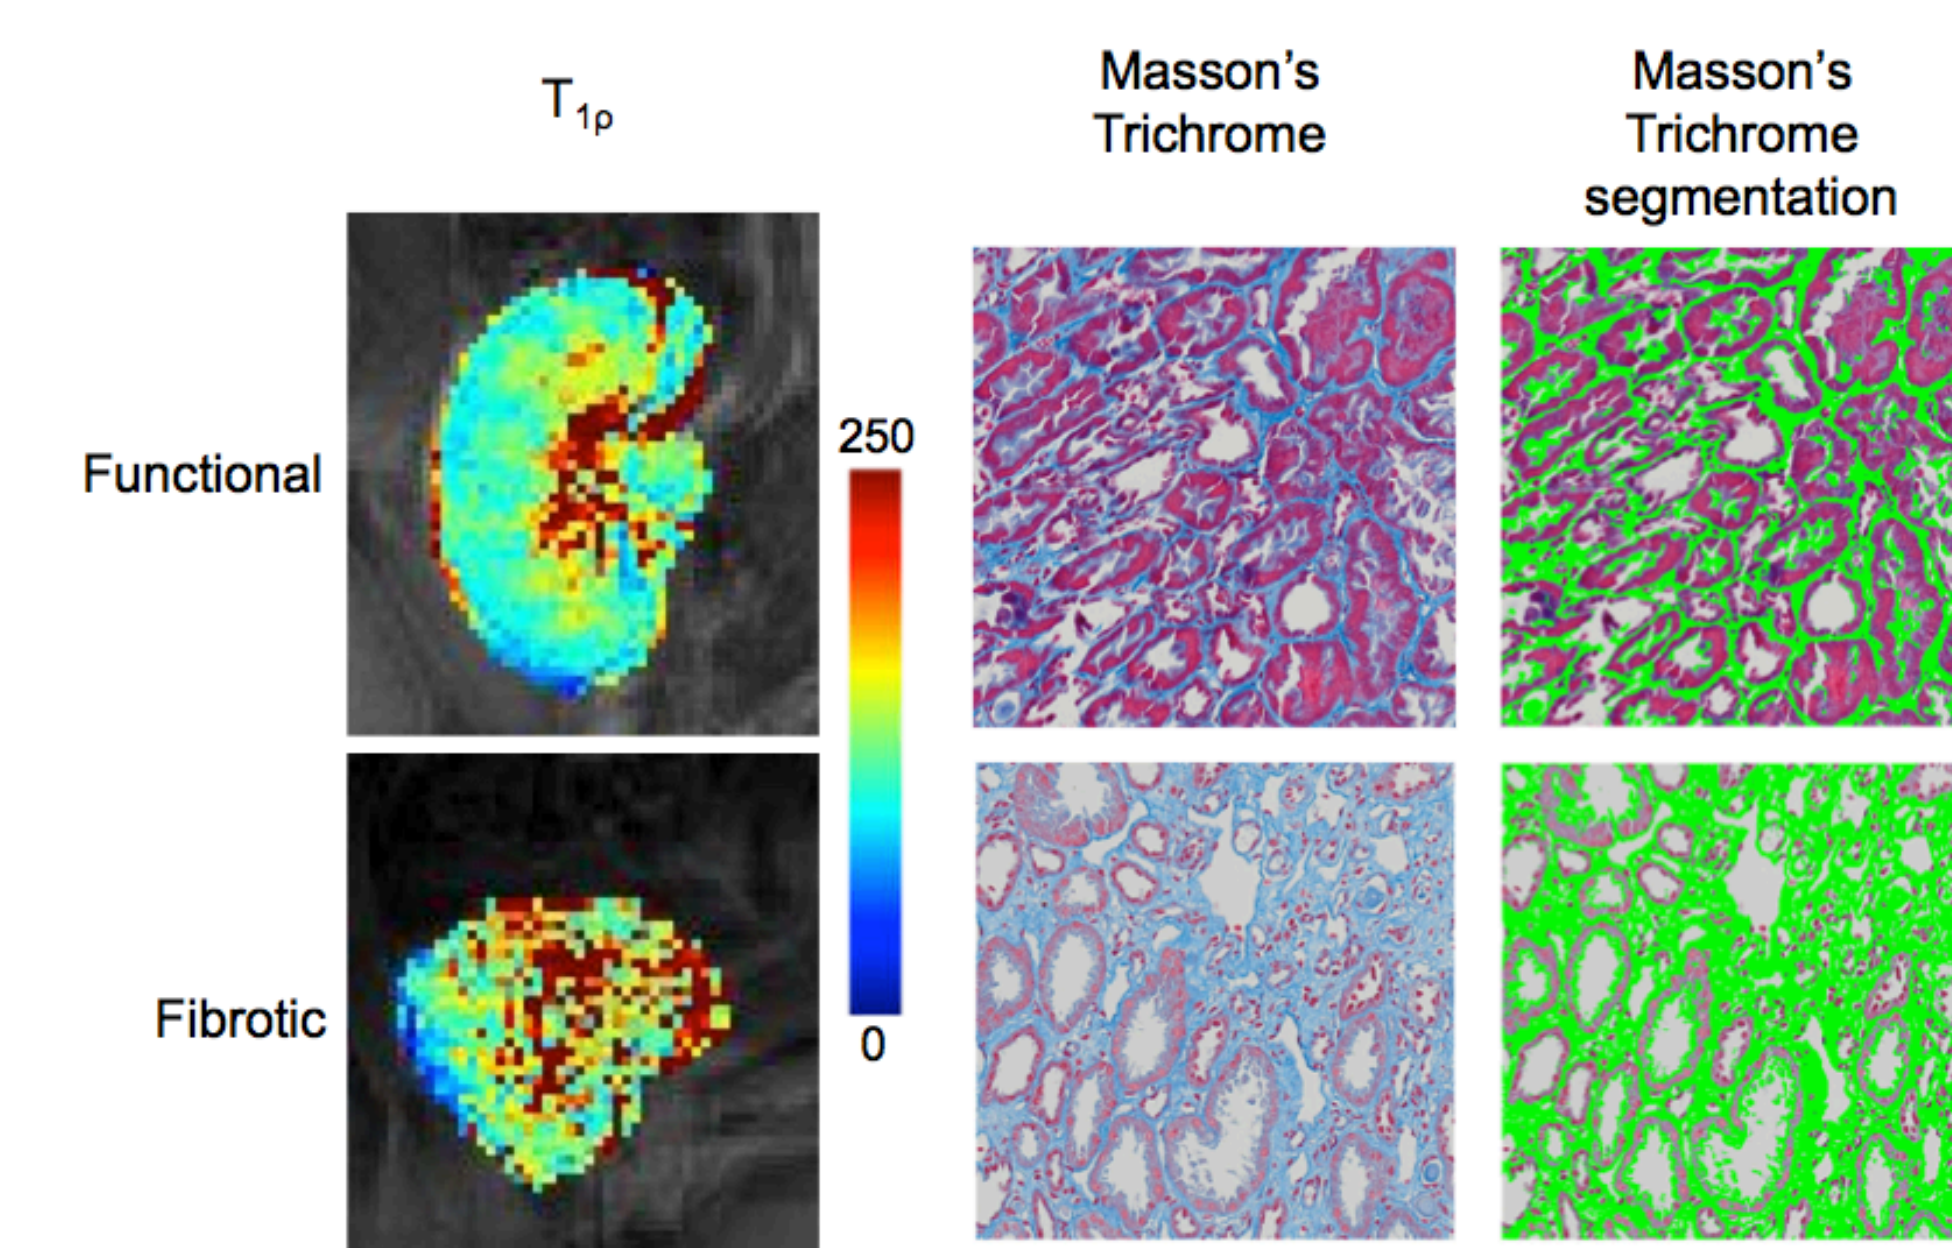 T1ρ
Masson's
Trichrome
Masson's
Trichrome
segmentation
Functional
250
Fibrotic
0